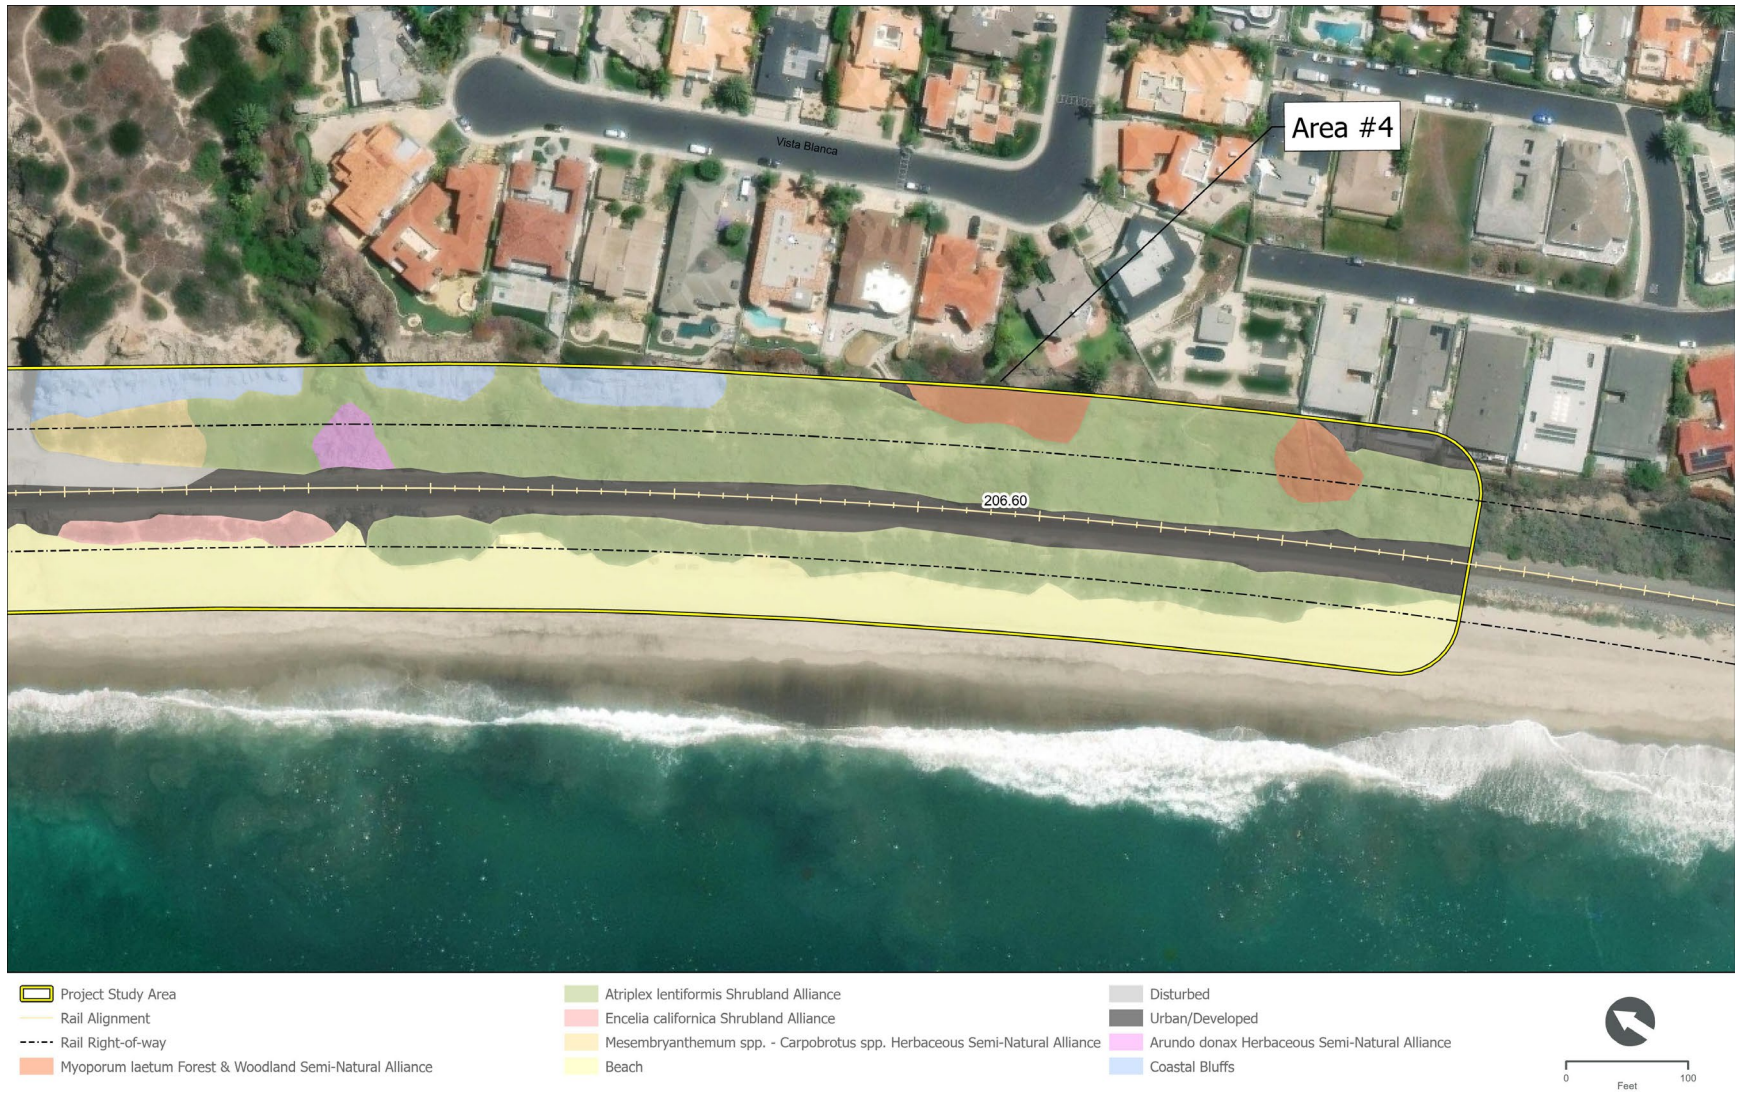 Area #4
Vista Blanca
206.60
Project Study Area
Rail Alignment
Rail Right-of-way
Myoporum laetum Forest & Woodland Semi-Natural Alliance
Atriplex lentiformis Shrubland Alliance
Encelia californica Shrubland Alliance
Mesembryanthemum spp. - Carpobrotus spp. Herbaceous Semi-Natural Alliance
Beach
Disturbed
Urban/Developed
Arundo donax Herbaceous Semi-Natural Alliance
Coastal Bluffs
0 100
Feet